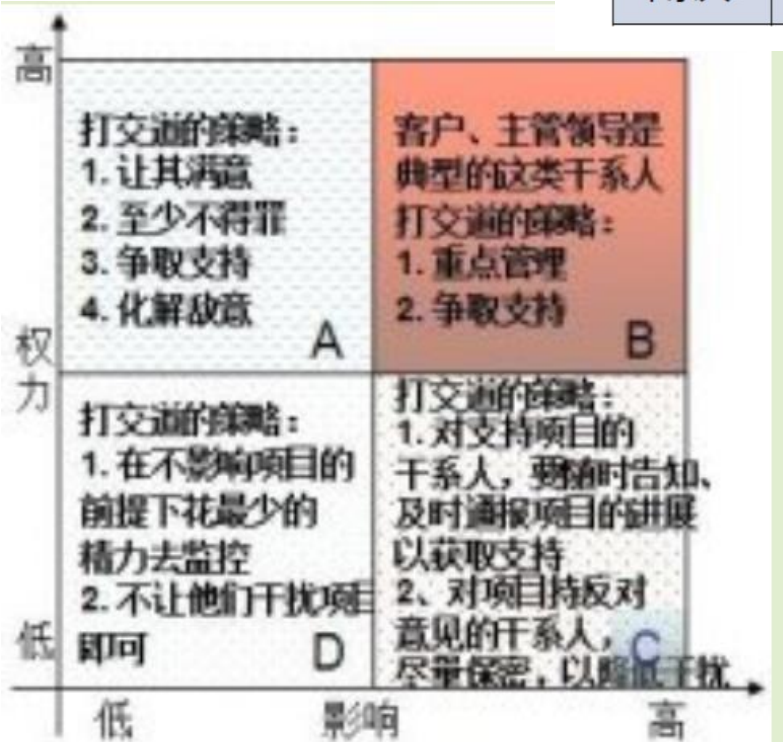 高
打交道的策略：
1. 让其满意
2. 至少不得罪
3. 争取支持
4. 化解敌意
A
客户、主管领导是
典型的这类干系人
打交道的策略：
1. 重点管理
2. 争取支持
B
权
力
打交道的策略：
1. 在不影响项目的
前提下花最少的
精力去监控
2. 不让他们干扰项目
即可
D
打交道的策略：
1. 对支持项目的
干系人，要随时告知、
及时通报项目的进展
以获取支持
2、对项目持反对
意见的干系人，
尽量保密，以降低干扰
C
低
低
影响
高